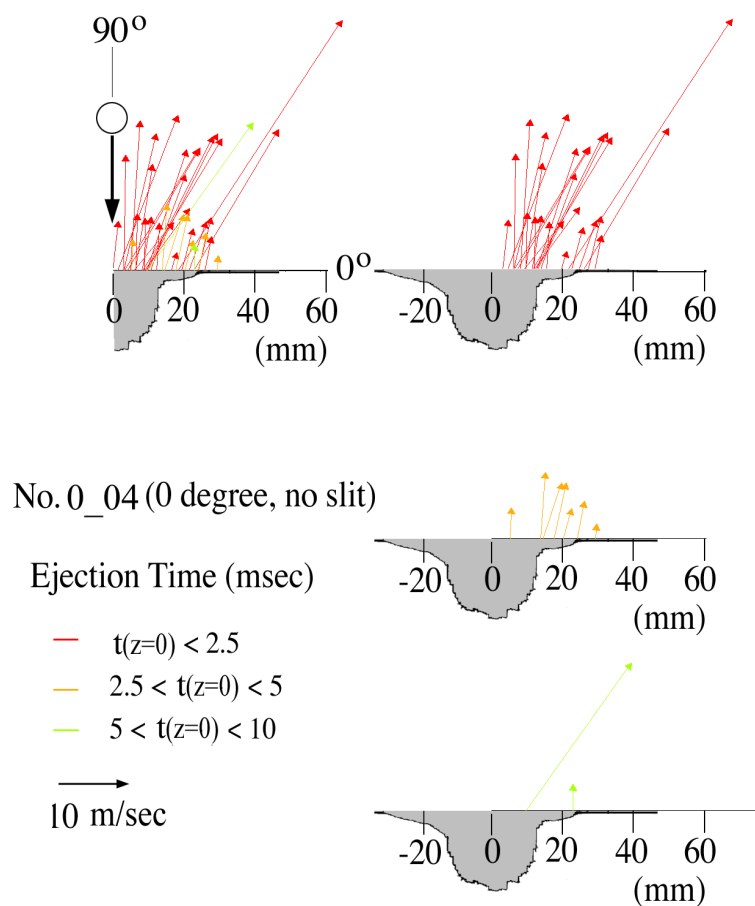 90º
0º
0 20 40 60
(mm)
-20 0 20 40 60
(mm)
No. 0_04 (0 degree, no slit)
-20 0 20 40 60
(mm)
Ejection Time (msec)
t(z=0) < 2.5
2.5 < t(z=0) < 5
5 < t(z=0) < 10
10 m/sec
-20 0 20 40 60
(mm)